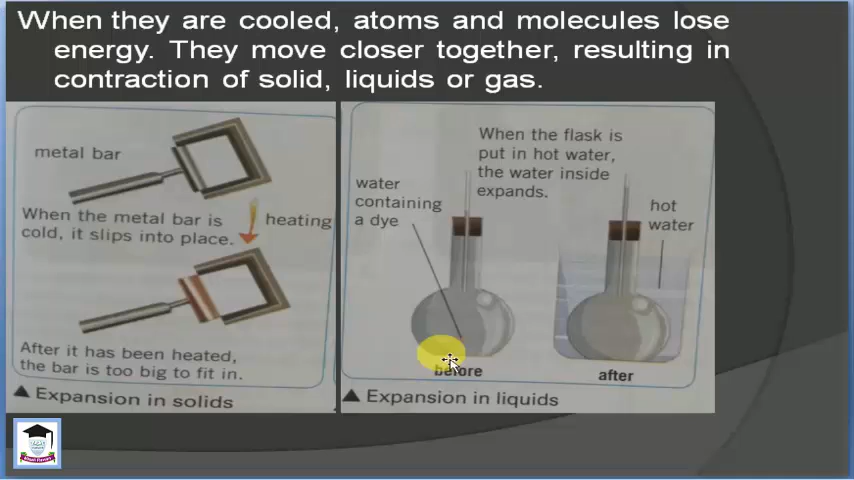 When they are cooled, atoms and molecules lose
energy. They move closer together, resulting in
contraction of solid, liquids or gas.
metal bar
When the metal bar is
cold, it slips into place.
heating
After it has been heated,
the bar is too big to fit in.
▲ Expansion in solids
When the flask is
put in hot water,
the water inside
expands.
water
containing
a dye
hot
water
before
after
▲ Expansion in liquids